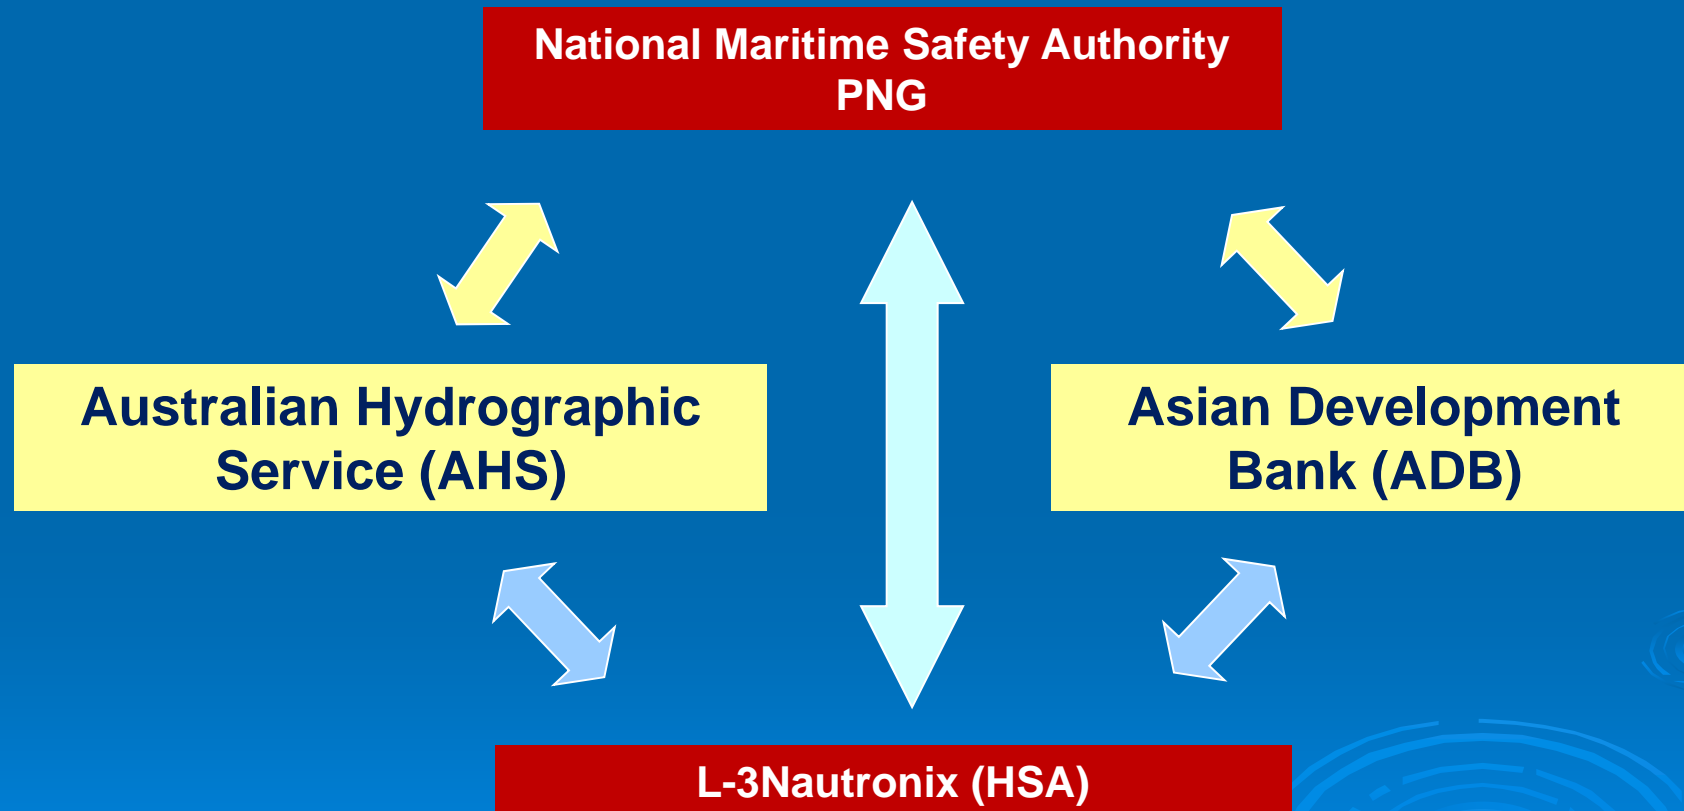 National Maritime Safety Authority
PNG
Australian Hydrographic
Service (AHS)
Asian Development
Bank (ADB)
L-3Nautronix (HSA)